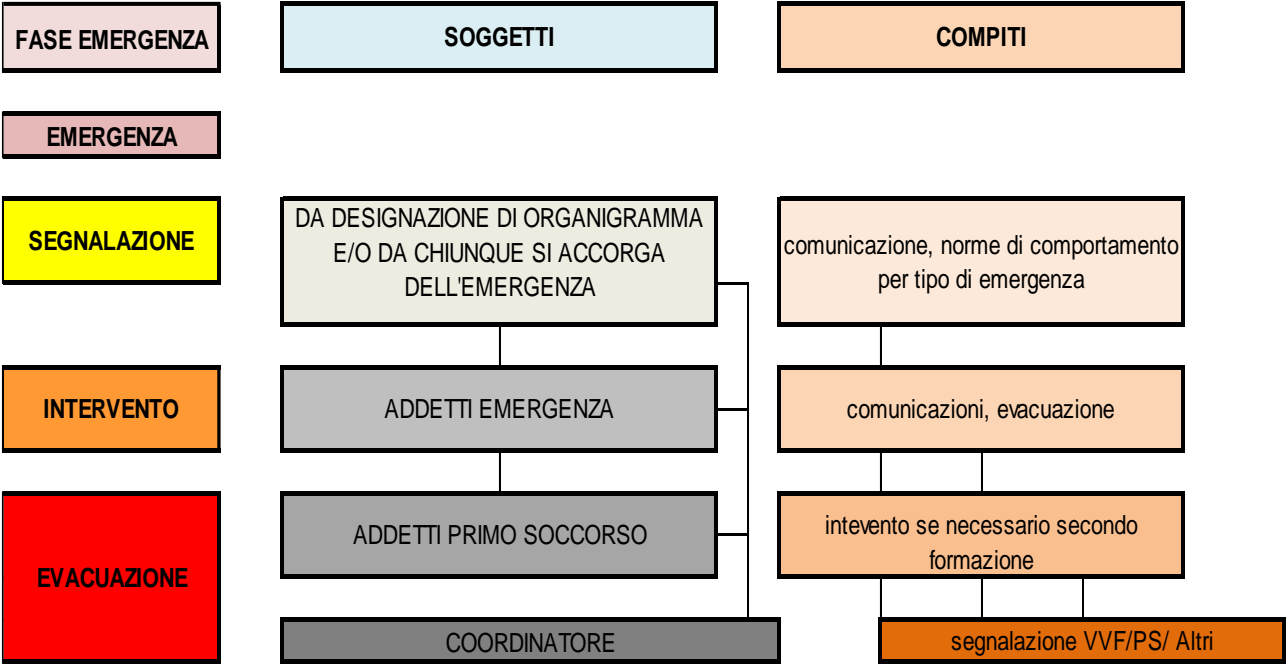 FASE EMERGENZA
SOGGETTI
COMPITI
EMERGENZA
SEGNALAZIONE
DA DESIGNAZIONE DI ORGANIGRAMMA
E/O DA CHIUNQUE SI ACCORGA
DELL'EMERGENZA
comunicazione, norme di comportamento
per tipo di emergenza
INTERVENTO
ADDETTI EMERGENZA
comunicazioni, evacuazione
EVACUAZIONE
ADDETTI PRIMO SOCCORSO
intevento se necessario secondo
formazione
COORDINATORE
segnalazione VVF/PS/ Altri